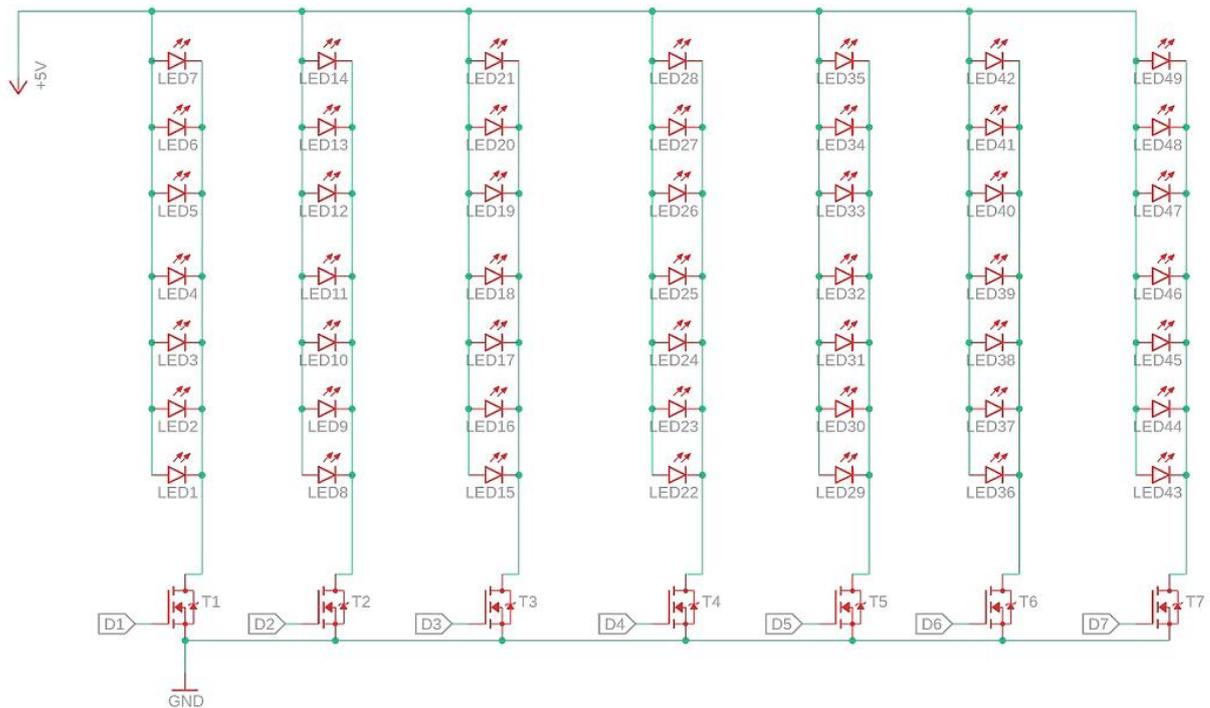 +5V
LED7 LED14 LED21 LED28 LED35 LED42 LED49
LED6 LED13 LED20 LED27 LED34 LED41 LED48
LED5 LED12 LED19 LED26 LED33 LED40 LED47
LED4 LED11 LED18 LED25 LED32 LED39 LED46
LED3 LED10 LED17 LED24 LED31 LED38 LED45
LED2 LED9 LED16 LED23 LED30 LED37 LED44
LED1 LED8 LED15 LED22 LED29 LED36 LED43
T1 T2 T3 T4 T5 T6 T7
D1 D2 D3 D4 D5 D6 D7
GND